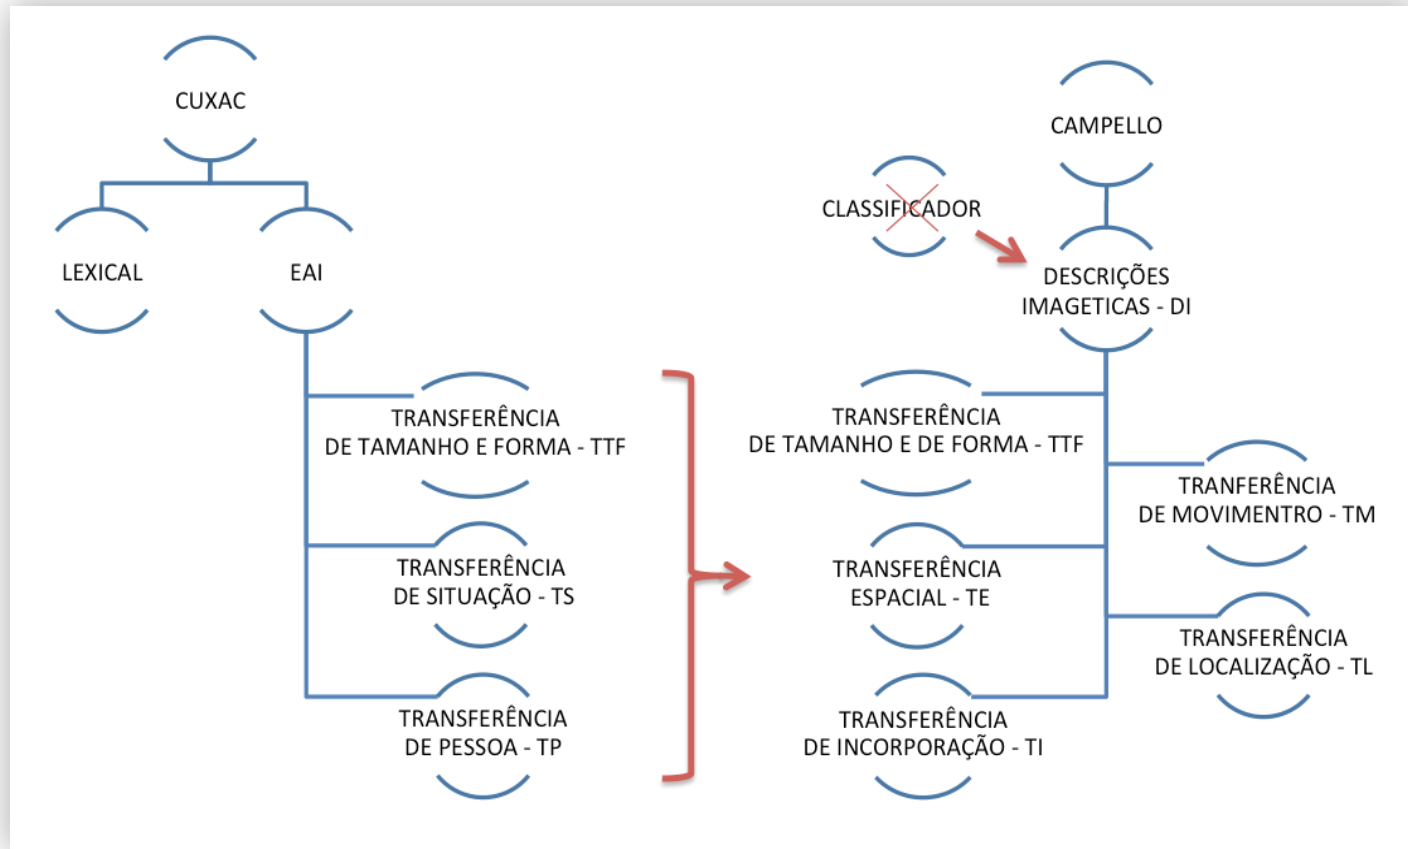 CUXAC
LEXICAL
EAI
TRANSFERÊNCIA
DE TAMANHO E FORMA - TTF
TRANSFERÊNCIA
DE SITUAÇÃO - TS
TRANSFERÊNCIA
DE PESSOA - TP
CAMPELLO
CLASSIFICADOR
DESCRIÇÕES
IMAGETICAS - DI
TRANSFERÊNCIA
DE TAMANHO E DE FORMA - TTF
TRANFERÊNCIA
DE MOVIMENTRO - TM
TRANSFERÊNCIA
ESPACIAL - TE
TRANSFERÊNCIA
DE LOCALIZAÇÃO - TL
TRANSFERÊNCIA
DE INCORPORAÇÃO - TI